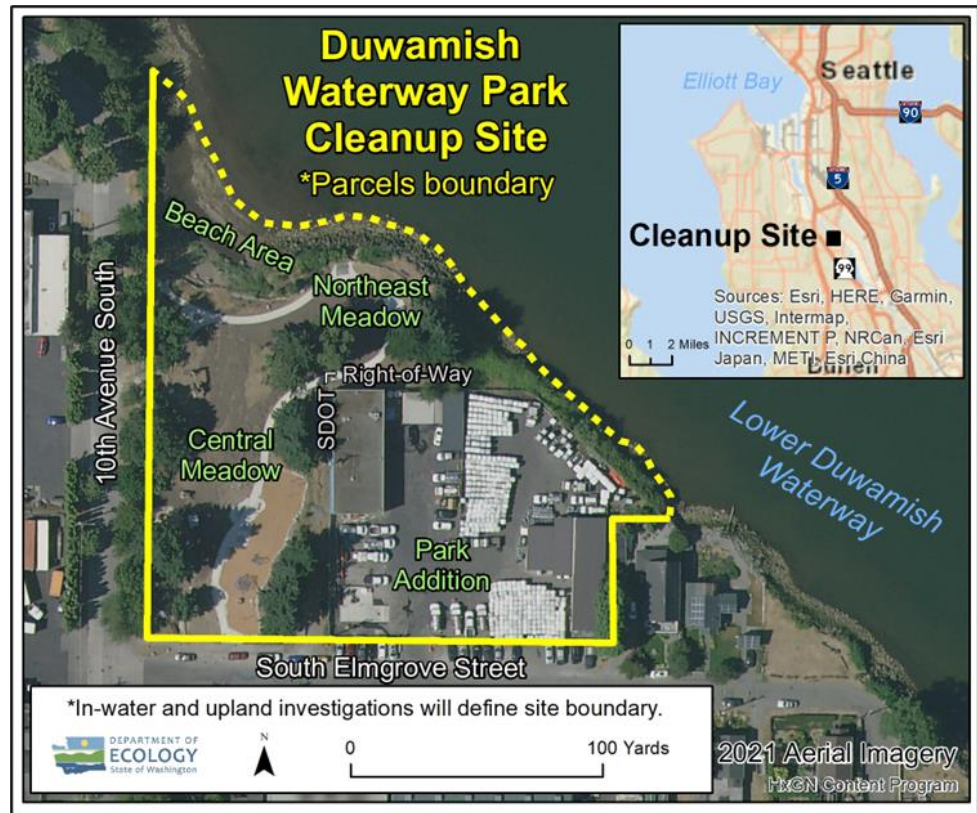 Duwamish
Waterway Park
Cleanup Site
*Parcels boundary
Elliott Bay
Seattle
90
5
Cleanup Site
99
Sources: Esri, HERE, Garmin,
USGS, Intermap,
INCREMENT P, NRCan, Esri
Japan, METI, Esri China
0 1 2 Miles
Burien
Beach Area
Northeast
Meadow
Right-of-Way
SDOT
10th Avenue South
Central
Meadow
Park
Addition
Lower Duwamish
Waterway
South Elmgrove Street
*In-water and upland investigations will define site boundary.
DEPARTMENT OF
ECOLOGY
State of Washington
N
0 100 Yards
2021 Aerial Imagery
HxGN Content Program